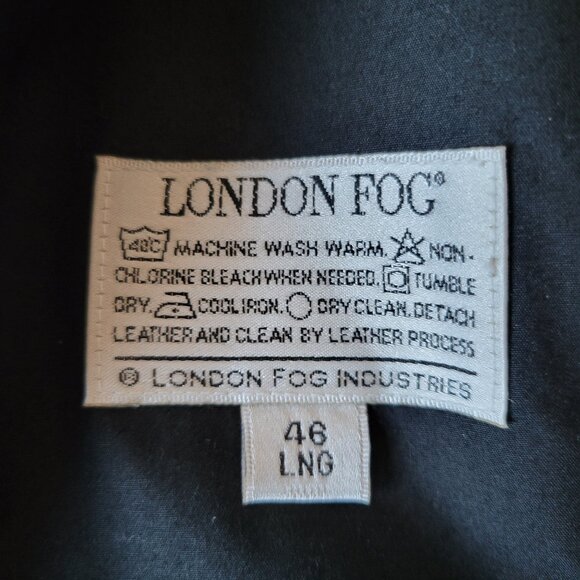 LONDON FOG®
40C MACHINE WASH WARM. NON-
CHLORINE BLEACH WHEN NEEDED. TUMBLE
DRY. COOL IRON. DRY CLEAN. DETACH
LEATHER AND CLEAN BY LEATHER PROCESS
® LONDON FOG INDUSTRIES
46
LNG